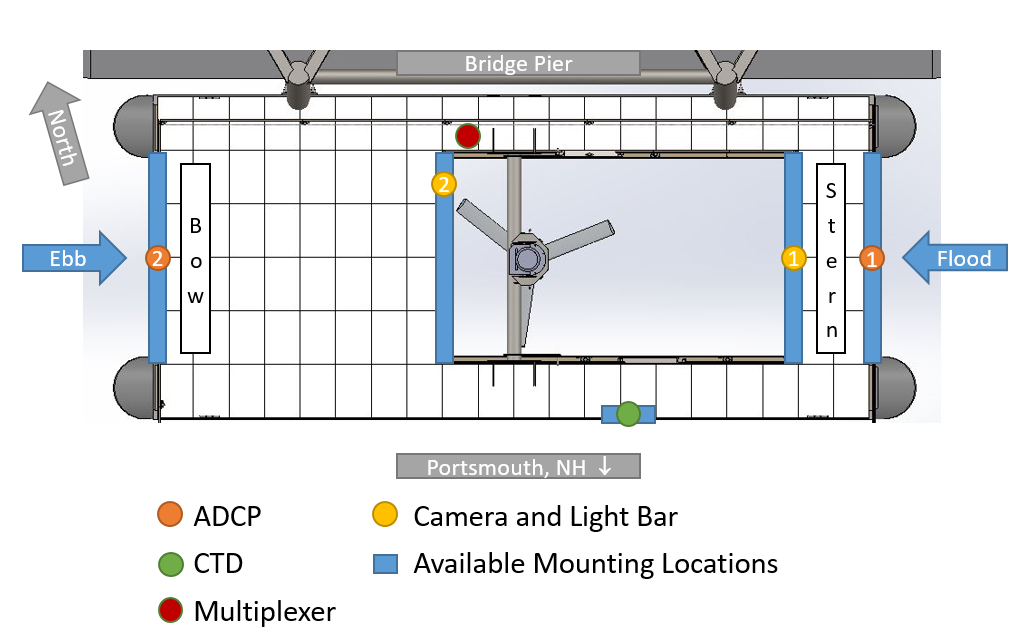 Bridge Pier
North
2
Bow
Stern
Ebb
2
1
1
Flood
Portsmouth, NH ↓
ADCP
Camera and Light Bar
CTD
Available Mounting Locations
Multiplexer